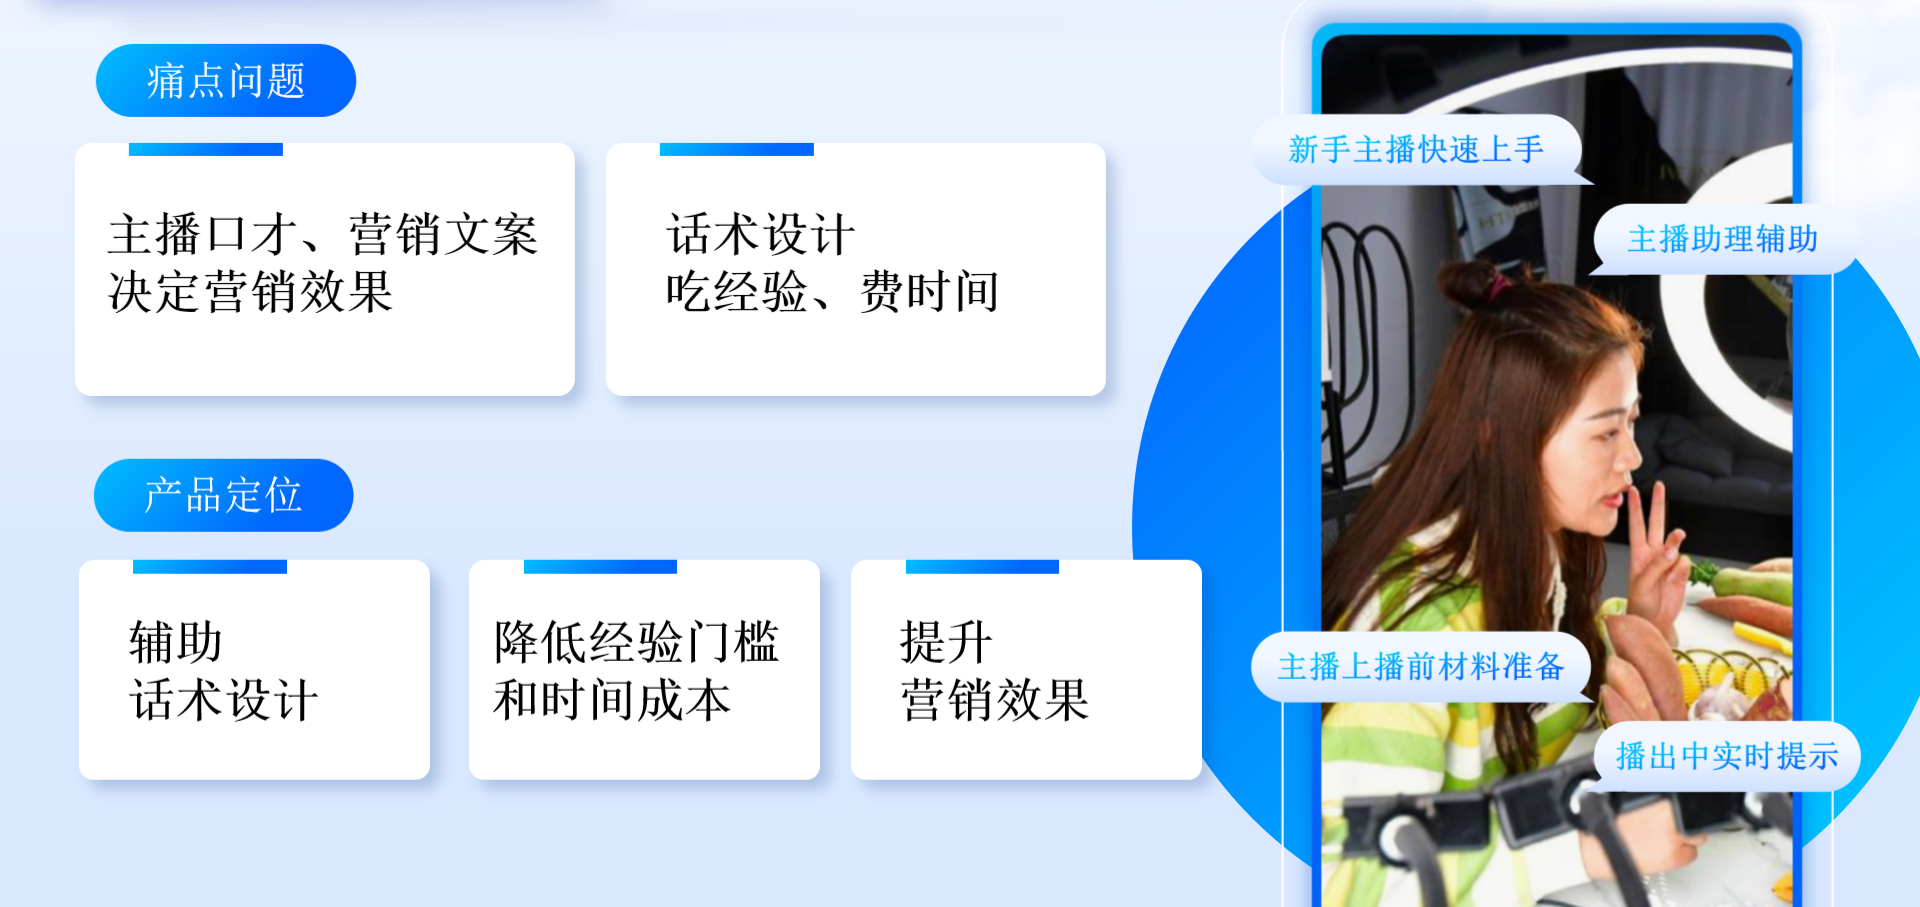 痛点问题
主播口才、营销文案
决定营销效果
话术设计
吃经验、费时间
产品定位
辅助
话术设计
降低经验门槛
和时间成本
提升
营销效果
新手主播快速上手
主播助理辅助
主播上播前材料准备
播出中实时提示